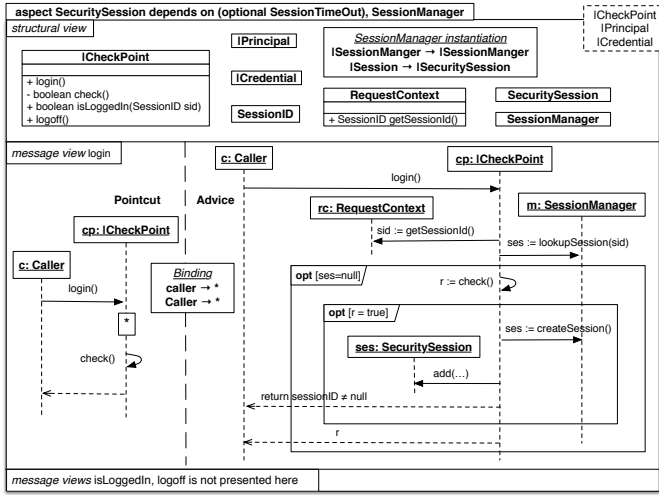 aspect SecuritySession depends on (optional SessionTimeOut), SessionManager
|CheckPoint
|Principal
|Credential
structural view
|CheckPoint
+ login()
- boolean check()
+ boolean isLoggedIn(SessionID sid)
+ logoff()
|Principal
|Credential
SessionID
SessionManager instantiation
|SessionManger → |SessionManger
|Session → |SecuritySession
RequestContext
+ SessionID getSessionId()
SecuritySession
SessionManager
message view login
Pointcut
Advice
cp: |CheckPoint
c: Caller
login()
*
check()
Binding
caller → *
Caller → *
c: Caller
cp: |CheckPoint
login()
rc: RequestContext
m: SessionManager
sid := getSessionId()
ses := lookupSession(sid)
opt [ses=null]
r := check()
opt [r = true]
ses := createSession()
ses: SecuritySession
add(…)
return sessionID ≠ null
r
message views isLoggedIn, logoff is not presented here